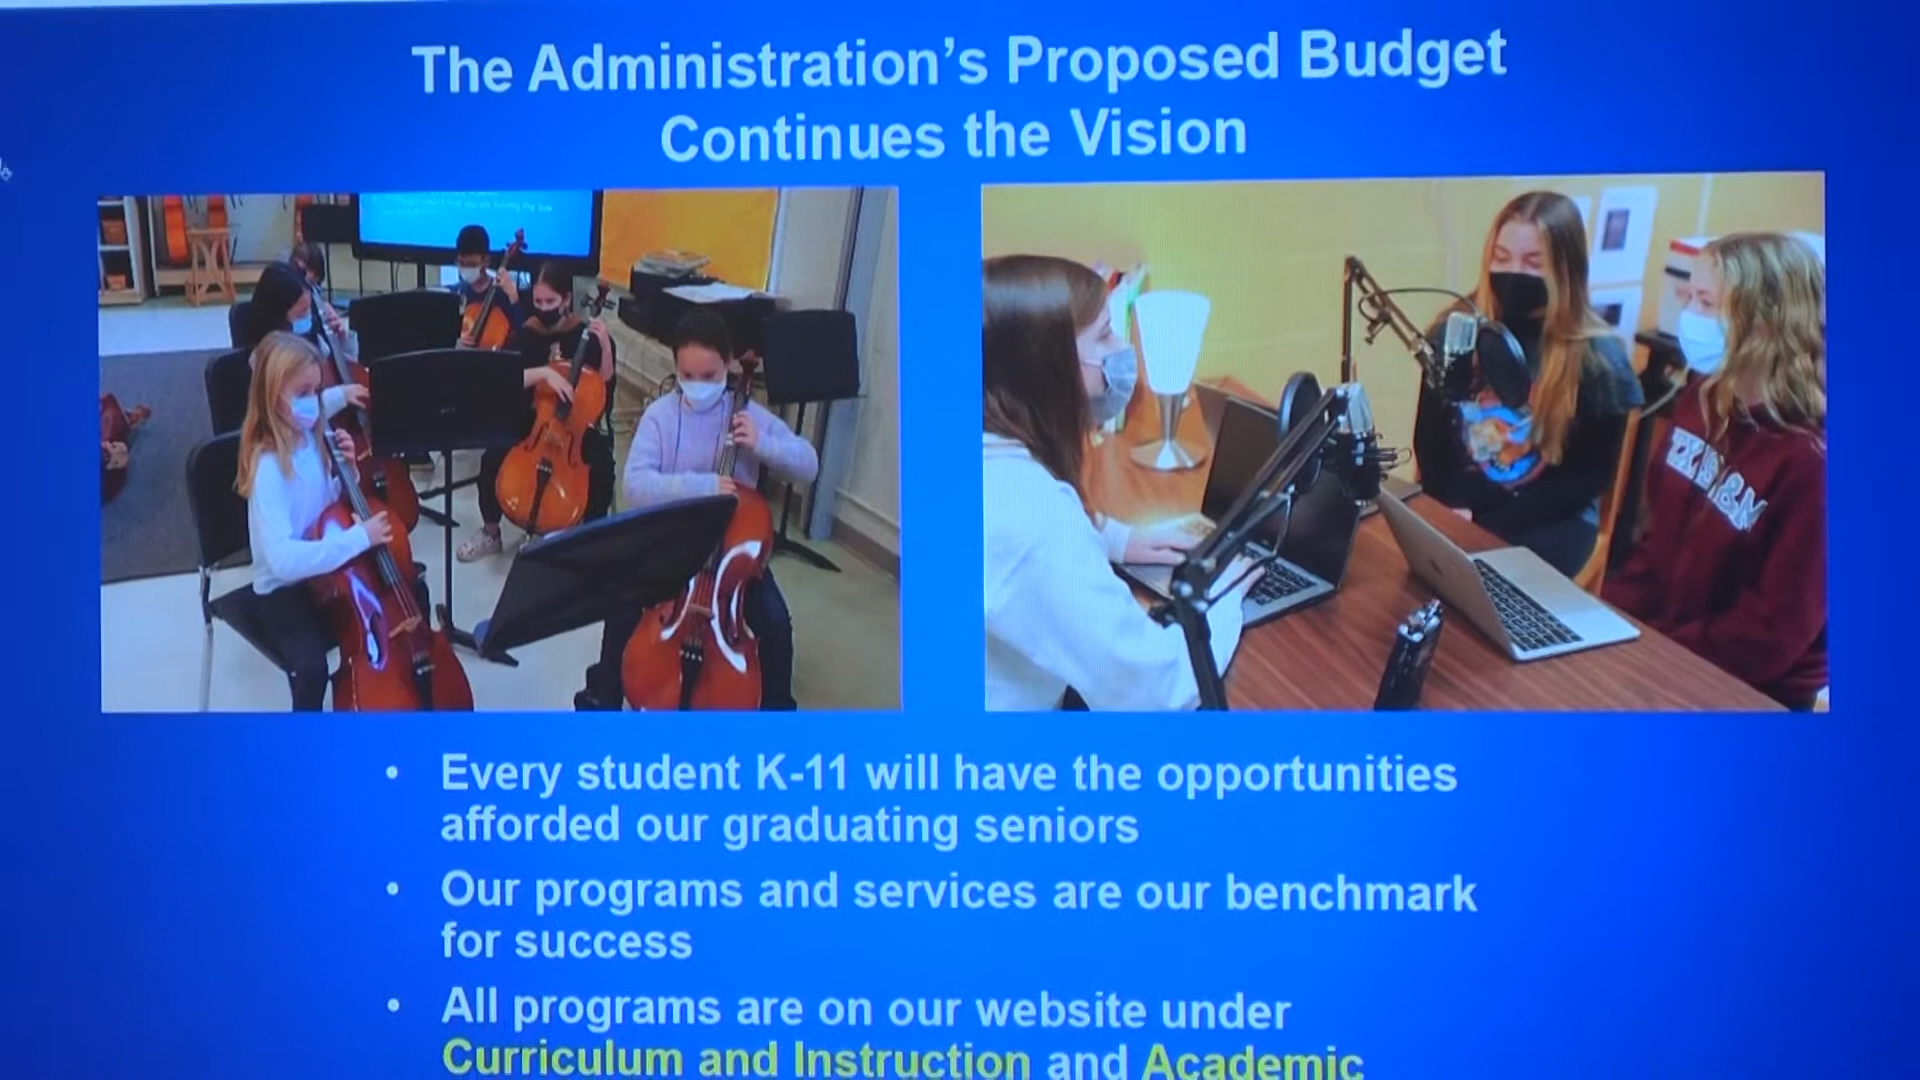 The Administration's Proposed Budget
Continues the Vision
• Every student K-11 will have the opportunities
afforded our graduating seniors
• Our programs and services are our benchmark
for success
• All programs are on our website under
Curriculum and Instruction and Academic